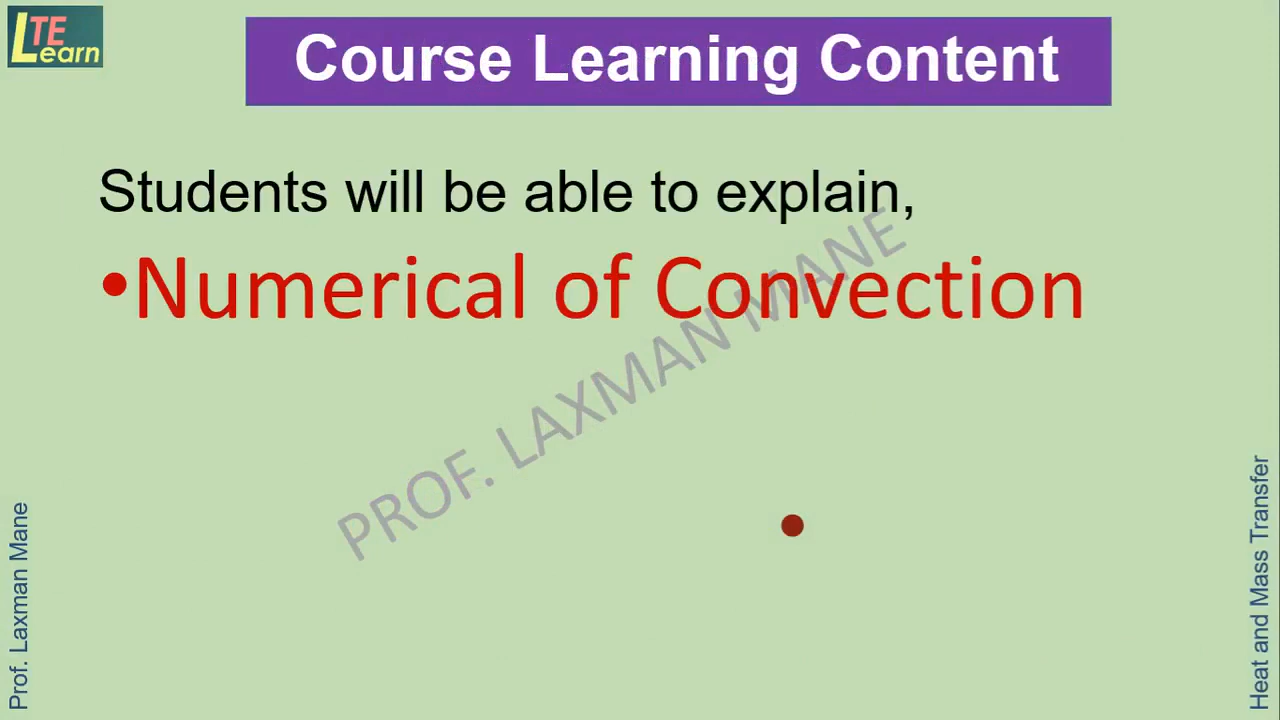 LTE
Learn
Course Learning Content
Students will be able to explain,
•Numerical of Convection
PROF. LAXMAN MANE
Prof. Laxman Mane
Heat and Mass Transfer